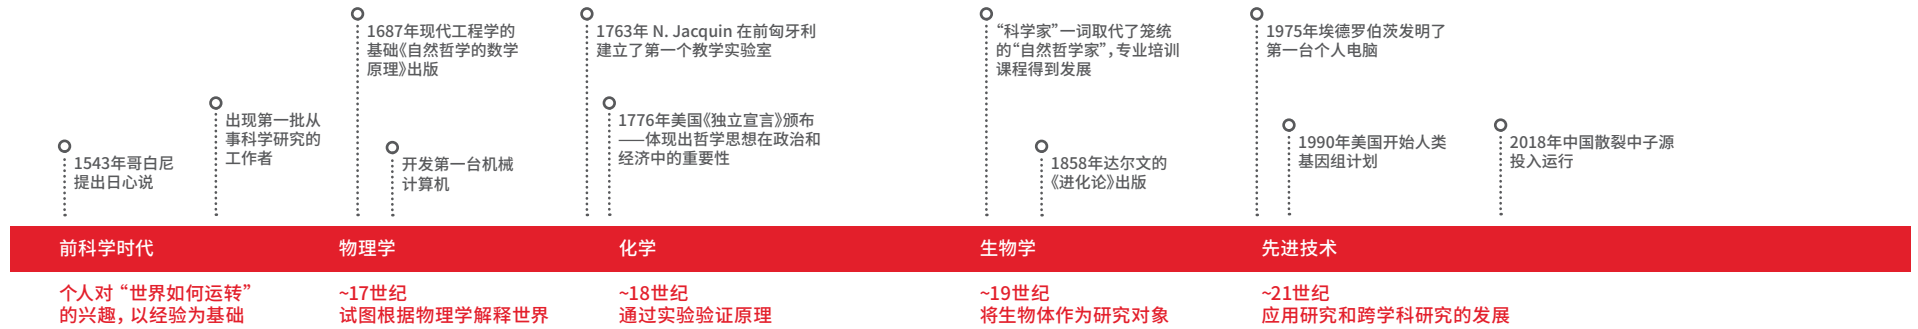 1543年哥白尼
提出日心说
出现第一批从
事科学研究的
工作者
1687年现代工程学的
基础《自然哲学的数学
原理》出版
开发第一台机械
计算机
1763年 N. Jacquin 在前匈牙利
建立了第一个教学实验室
1776年美国《独立宣言》颁布
——体现出哲学思想在政治和
经济中的重要性
“科学家”一词取代了笼统
的“自然哲学家”，专业培训
课程得到发展
1858年达尔文的
《进化论》出版
1975年埃德罗伯茨发明了
第一台个人电脑
1990年美国开始人类
基因组计划
2018年中国散裂中子源
投入运行
前科学时代
物理学
化学
生物学
先进技术
个人对 “世界如何运转”
的兴趣，以经验为基础
~17世纪
试图根据物理学解释世界
~18世纪
通过实验验证原理
~19世纪
将生物体作为研究对象
~21世纪
应用研究和跨学科研究的发展